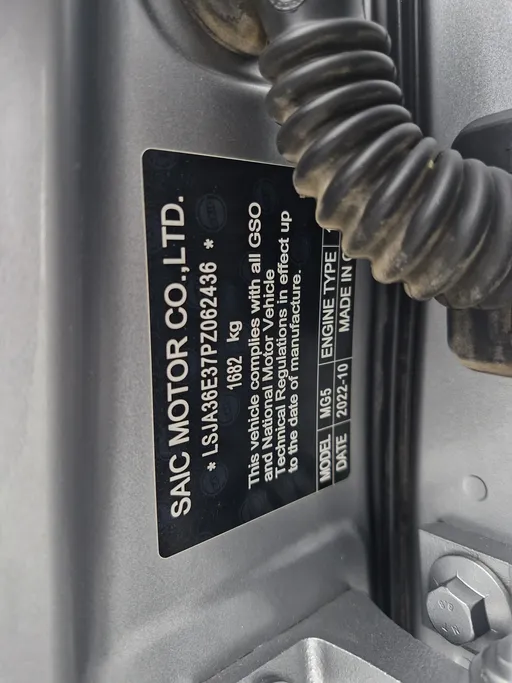 SAIC MOTOR CO.,LTD.
* LSJA36E37PZ062436 *
1682 kg
This vehicle complies with all GSO
and National Motor Vehicle
Technical Regulations in effect up
to the date of manufacture.
MODEL MG5 ENGINE TYPE
DATE 2022-10 MADE IN